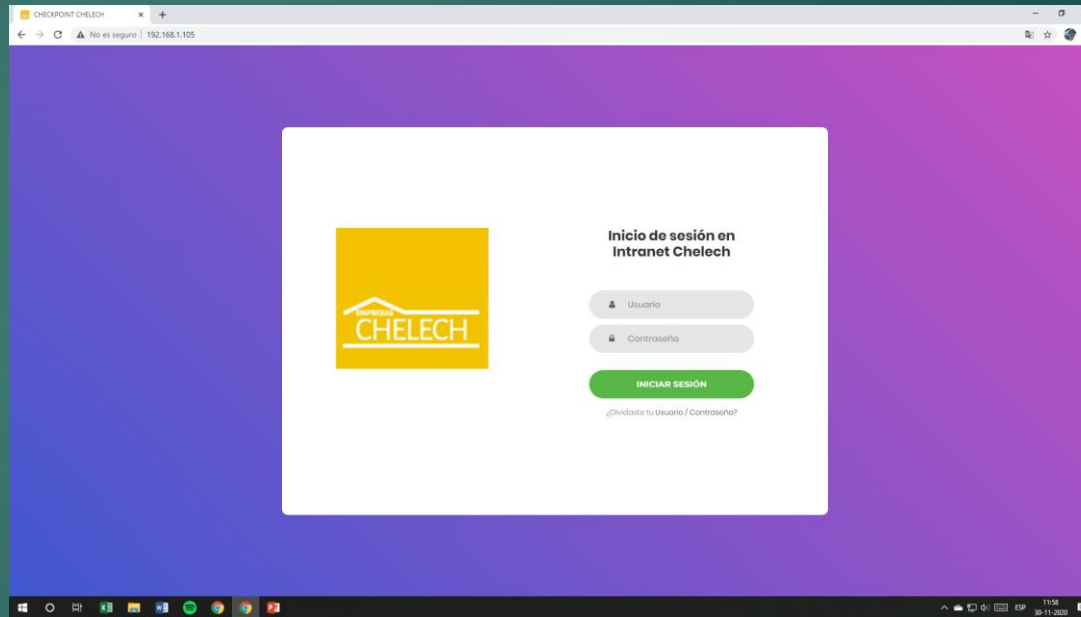 CHECKPOINT CHELECH
No es seguro | 192.168.1.105
EMPRESAS
CHELECH
Inicio de sesión en
Intranet Chelech
Usuario
Contraseña
INICIAR SESIÓN
¿Olvidaste tu Usuario / Contraseña?
ESP
11:58
30-11-2020